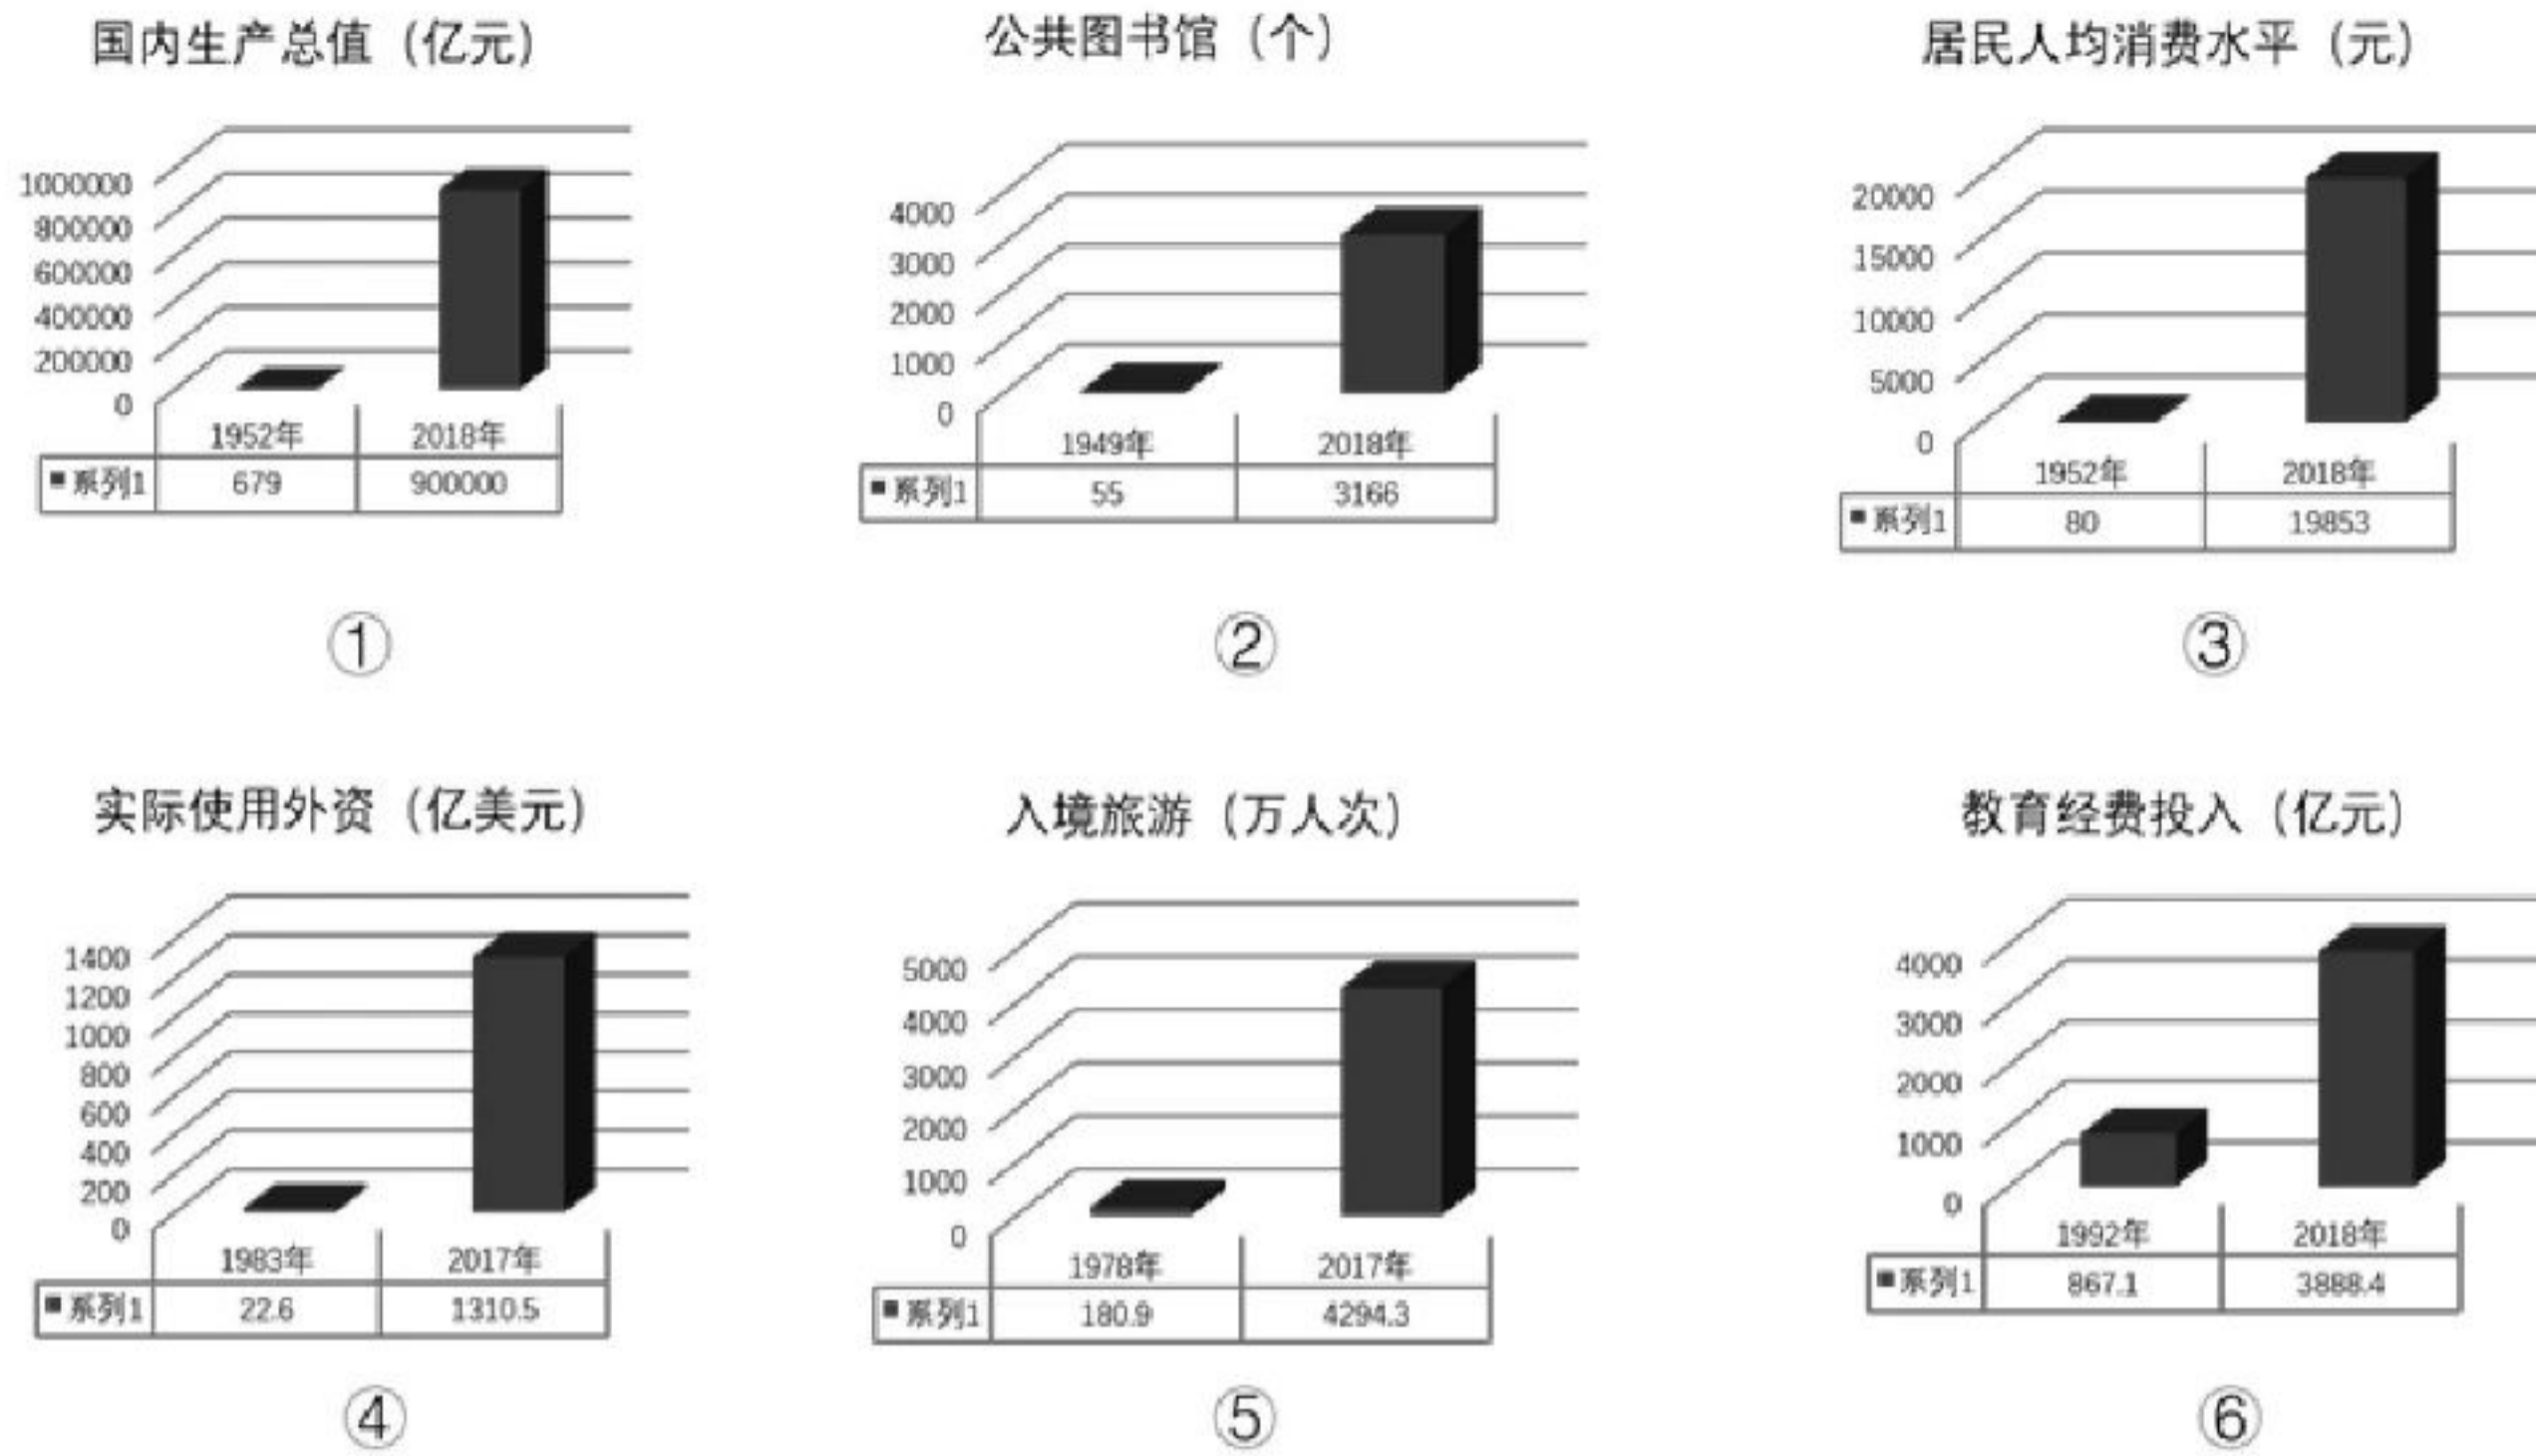 国内生产总值（亿元）
1000000
800000
600000
400000
200000
0
1952年 2018年
系列1 679 900000
①
公共图书馆（个）
4000
3000
2000
1000
0
1949年 2018年
系列1 55 3166
②
居民人均消费水平（元）
20000
15000
10000
5000
0
1952年 2018年
系列1 80 19853
③
实际使用外资（亿美元）
1400
1200
1000
800
600
400
200
0
1983年 2017年
系列1 22.6 1310.5
④
入境旅游（万人次）
5000
4000
3000
2000
1000
0
1978年 2017年
系列1 180.9 4294.3
⑤
教育经费投入（亿元）
4000
3000
2000
1000
0
1992年 2018年
系列1 867.1 3888.4
⑥